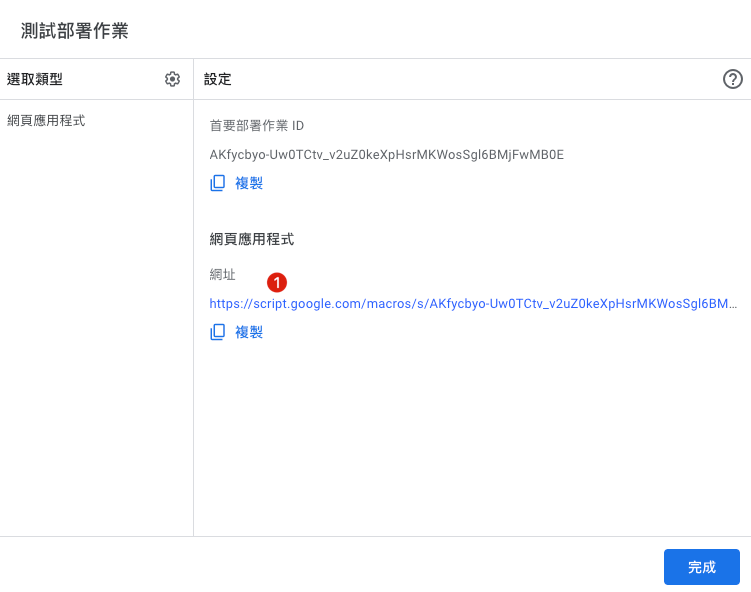 測試部署作業
選取類型
設定
網頁應用程式
首要部署作業 ID
AKfycbyo-Uw0TCtv_v2uZ0keXpHsrMKWosSgl6BMjFwMB0E
複製
網頁應用程式
網址
1
https://script.google.com/macros/s/AKfycbyo-Uw0TCtv_v2uZ0keXpHsrMKWosSgl6BM...
複製
完成